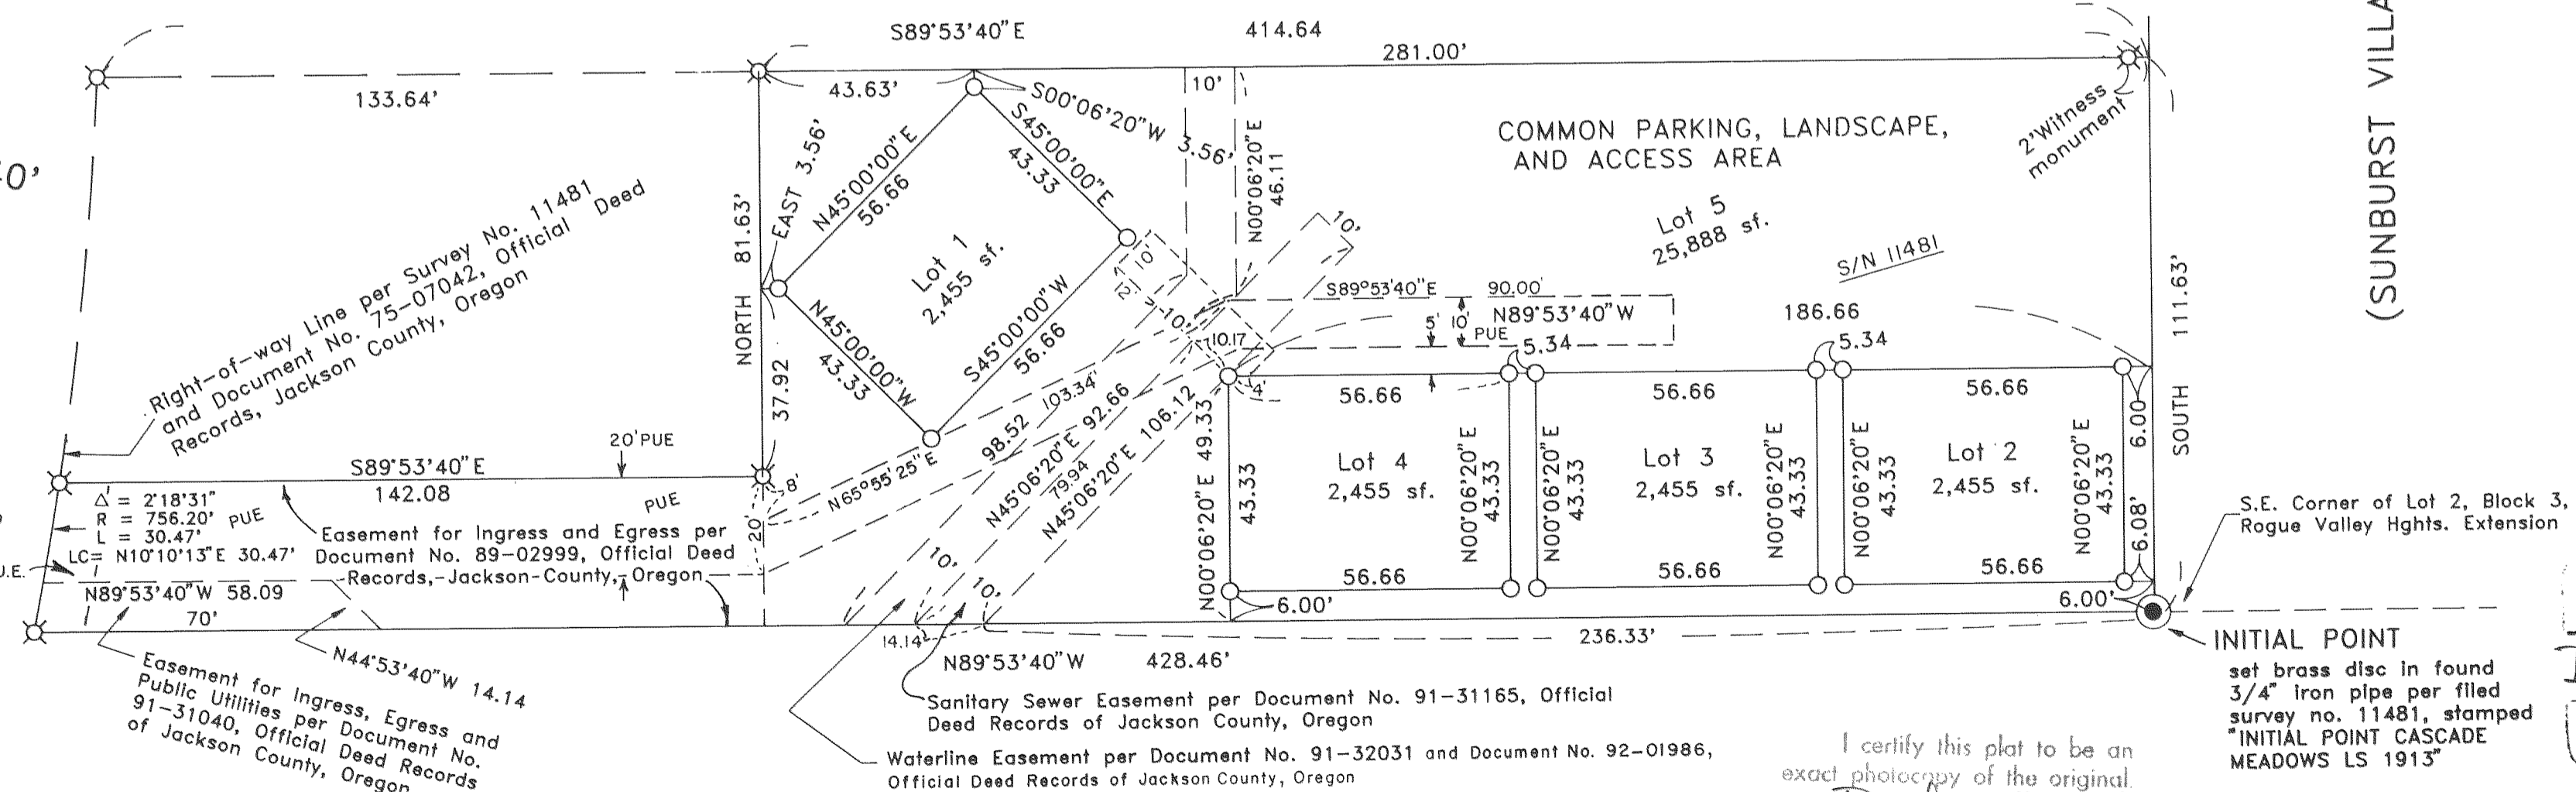 S89°53'40"E 414.64
281.00'
133.64'
43.63'
10'
S00°06'20"W 3.56'
2'Witness
monument
(SUNBURST VILLA
0'
COMMON PARKING, LANDSCAPE,
AND ACCESS AREA
Lot 5
25,888 sf.
S/N 11481
N00°06'20"E
46.11
EAST 3.56'
NORTH 81.63'
37.92
N45°00'00"E
56.66
S45°00'00"E
43.33
Lot 1
2,455 sf.
N45°00'00"W
43.33
S45°00'00"W
56.66
10
2'
10'
10'
10.17
S89°53'40"E 90.00'
5'
10'
PUE
N89°53'40"W
186.66
5.34
5.34
SOUTH 111.63'
Right-of-way Line per Survey No. 11481
and Document No. 75-07042, Official Deed
Records, Jackson County, Oregon
20'PUE
S89°53'40"E
142.08
PUE
8'
20'
Δ = 2°18'31"
R = 756.20'
L = 30.47'
LC= N10°10'13"E 30.47'
PUE
U.E.
N89°53'40"W 58.09
70'
Easement for Ingress and Egress per
Document No. 89-02999, Official Deed
Records, Jackson County, Oregon
N65°55'25"E
98.52
103.34'
N45°06'20"E 92.66
79.94
N45°06'20"E 106.12
10'
10'
14.14'
4'
56.66
56.66
56.66
N00°06'20"E 49.33
43.33
Lot 4
2,455 sf.
N00°06'20"E
43.33
N00°06'20"E
43.33
Lot 3
2,455 sf.
N00°06'20"E
43.33
N00°06'20"E
43.33
Lot 2
2,455 sf.
N00°06'20"E
43.33
6.00'
6.08'
56.66
56.66
56.66
6.00'
6.00'
236.33'
N89°53'40"W 428.46'
S.E. Corner of Lot 2, Block 3,
Rogue Valley Hghts. Extension
INITIAL POINT
set brass disc in found
3/4" iron pipe per filed
survey no. 11481, stamped
"INITIAL POINT CASCADE
MEADOWS LS 1913"
N44°53'40"W 14.14
Easement for Ingress, Egress and
Public Utilities per Document No.
91-31040, Official Deed Records
of Jackson County, Oregon
Sanitary Sewer Easement per Document No. 91-31165, Official
Deed Records of Jackson County, Oregon
Waterline Easement per Document No. 91-32031 and Document No. 92-01986,
Official Deed Records of Jackson County, Oregon
I certify this plat to be an
exact photocopy of the original.